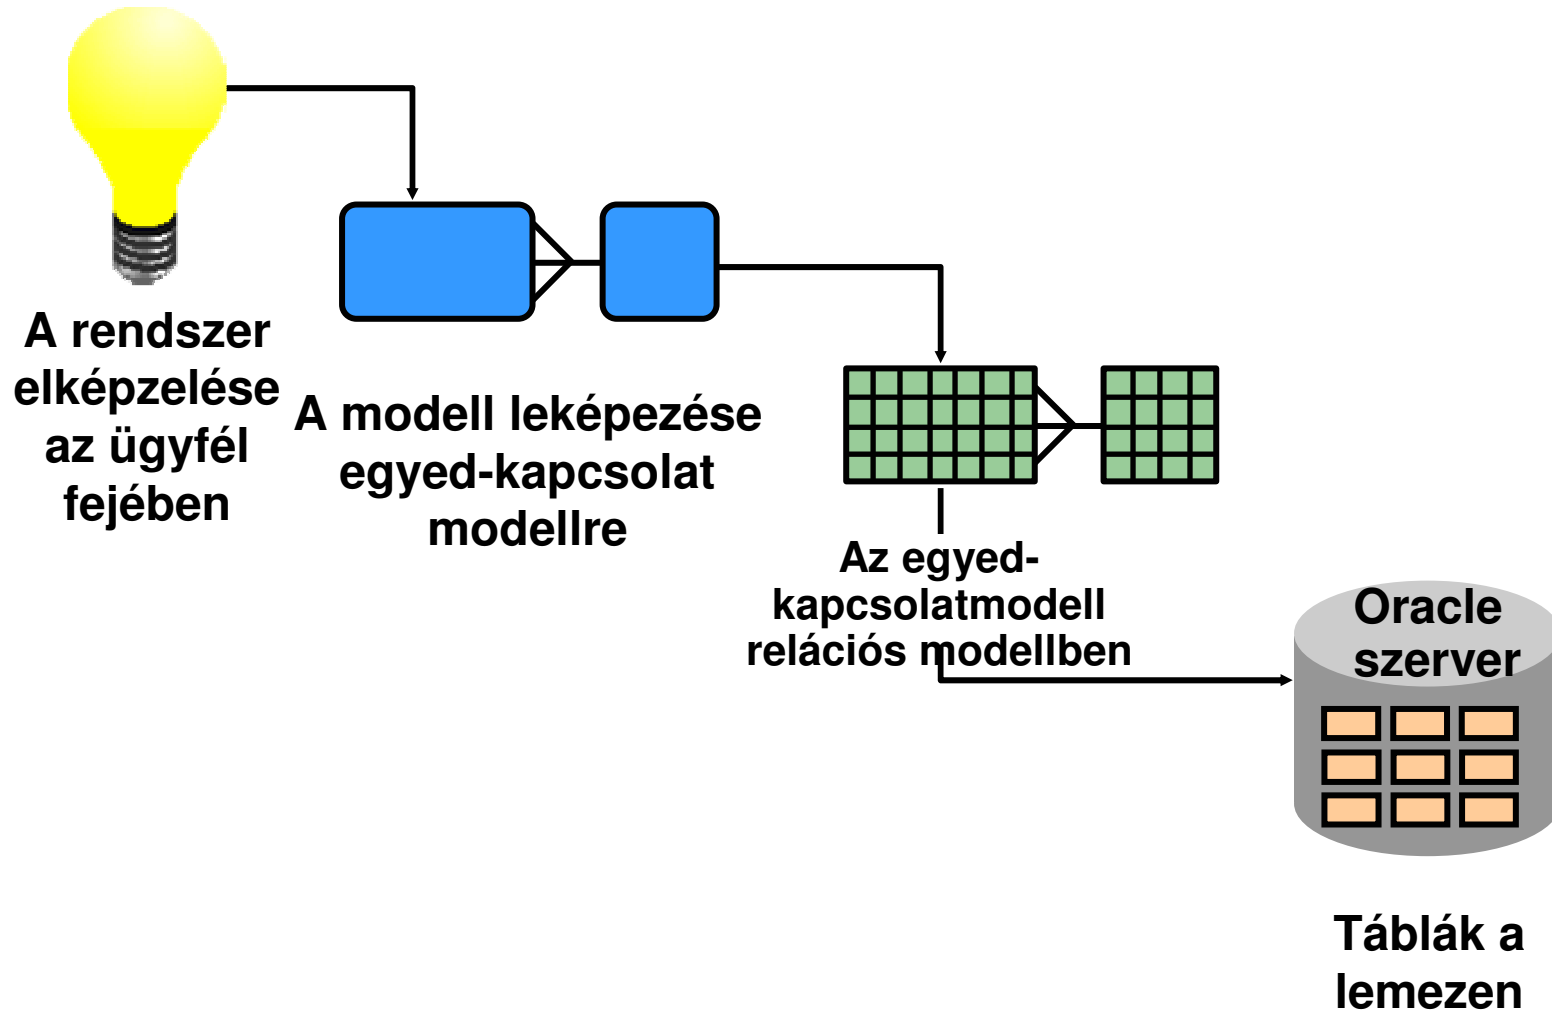 A rendszer
elképzelése
az ügyfél
fejében
A modell leképezése
egyed-kapcsolat
modellre
Az egyed-
kapcsolatmodell
relációs modellben
Oracle
szerver
Táblák a
lemezen